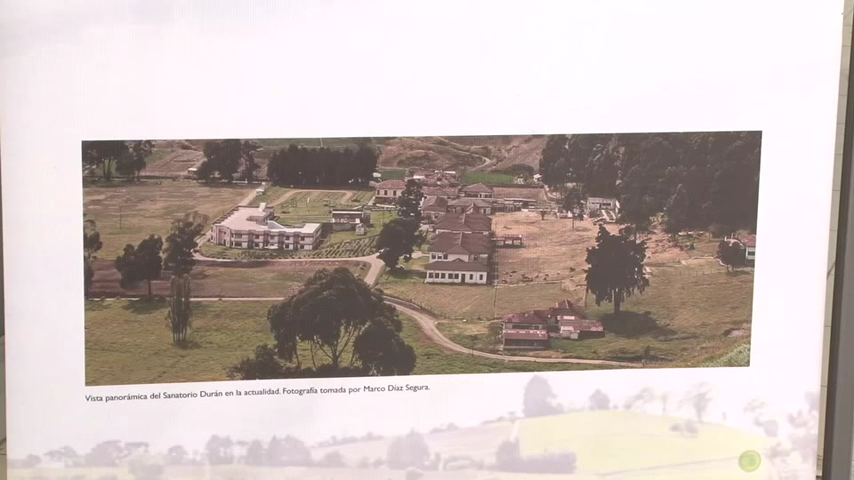 Vista panorámica del Sanatorio Durán en la actualidad. Fotografía tomada por Marco Díaz Segura.